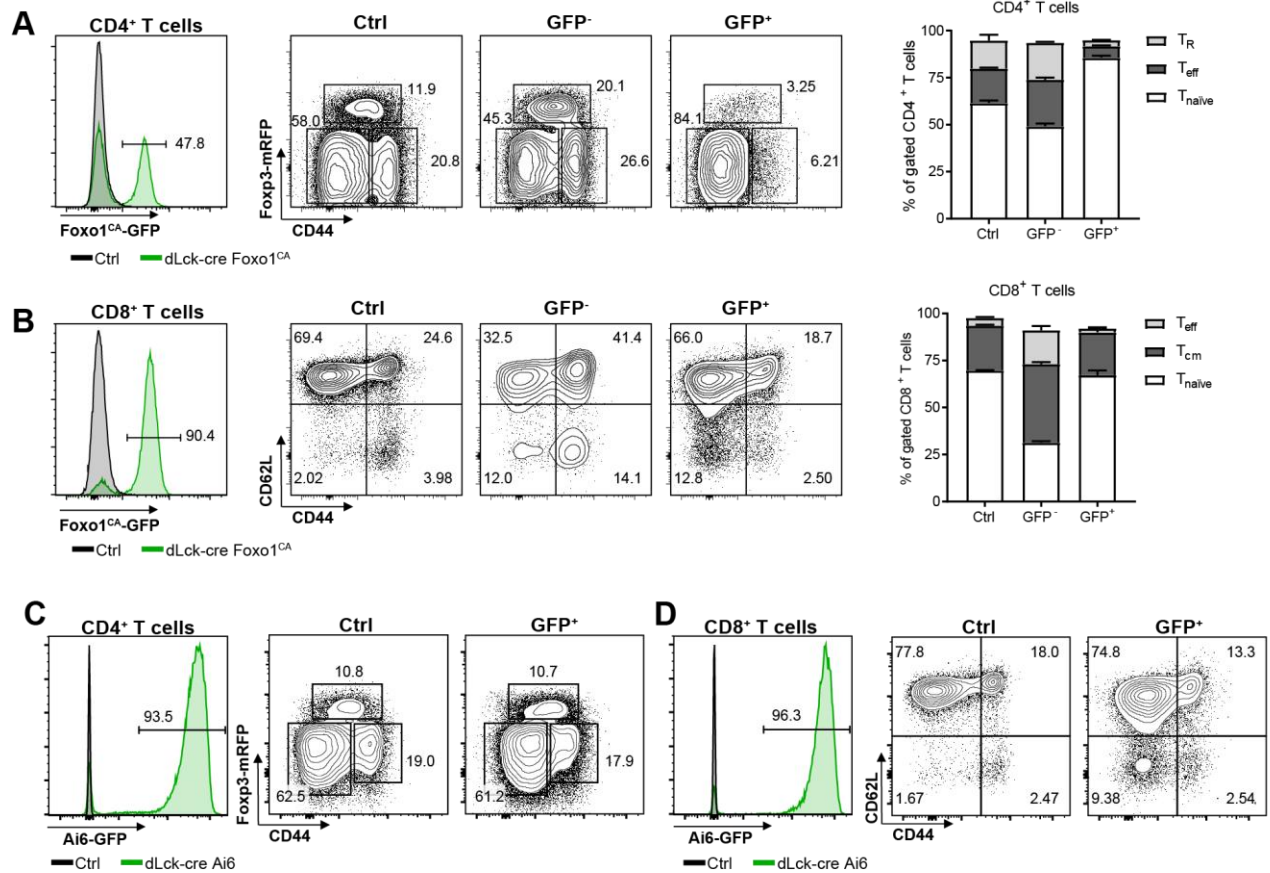 A
CD4+ T cells
47.8
Foxo1CA-GFP
Ctrl
dLck-cre Foxo1CA
Ctrl
GFP-
GFP+
11.9
58.0
20.8
20.1
45.3
26.6
3.25
84.1
6.21
Foxp3-mRFP
CD44
CD4+ T cells
% of gated CD4 + T cells
100
75
50
25
0
Ctrl
GFP-
GFP+
TR
Teff
Tnaïve
B
CD8+ T cells
90.4
Foxo1CA-GFP
Ctrl
dLck-cre Foxo1CA
Ctrl
GFP-
GFP+
69.4
24.6
2.02
3.98
32.5
41.4
12.0
14.1
66.0
18.7
12.8
2.50
CD62L
CD44
CD8+ T cells
% of gated CD8 + T cells
100
75
50
25
0
Ctrl
GFP-
GFP+
Teff
Tcm
Tnaïve
C
CD4+ T cells
93.5
Ai6-GFP
Ctrl
dLck-cre Ai6
Ctrl
GFP+
10.8
19.0
62.5
10.7
17.9
61.2
Foxp3-mRFP
CD44
D
CD8+ T cells
96.3
Ai6-GFP
Ctrl
dLck-cre Ai6
Ctrl
GFP+
77.8
18.0
1.67
2.47
74.8
13.3
9.38
2.54
CD62L
CD44